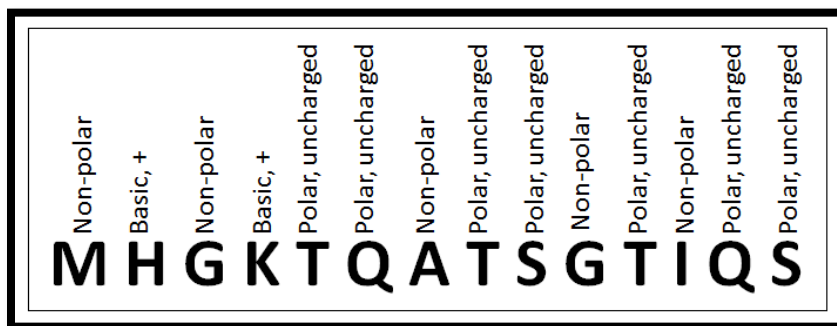 Non-polar
Basic, +
Non-polar
Basic, +
Polar, uncharged
Polar, uncharged
Non-polar
Polar, uncharged
Polar, uncharged
Non-polar
Polar, uncharged
Non-polar
Polar, uncharged
Polar, uncharged
MHGKTQATSGTIQS